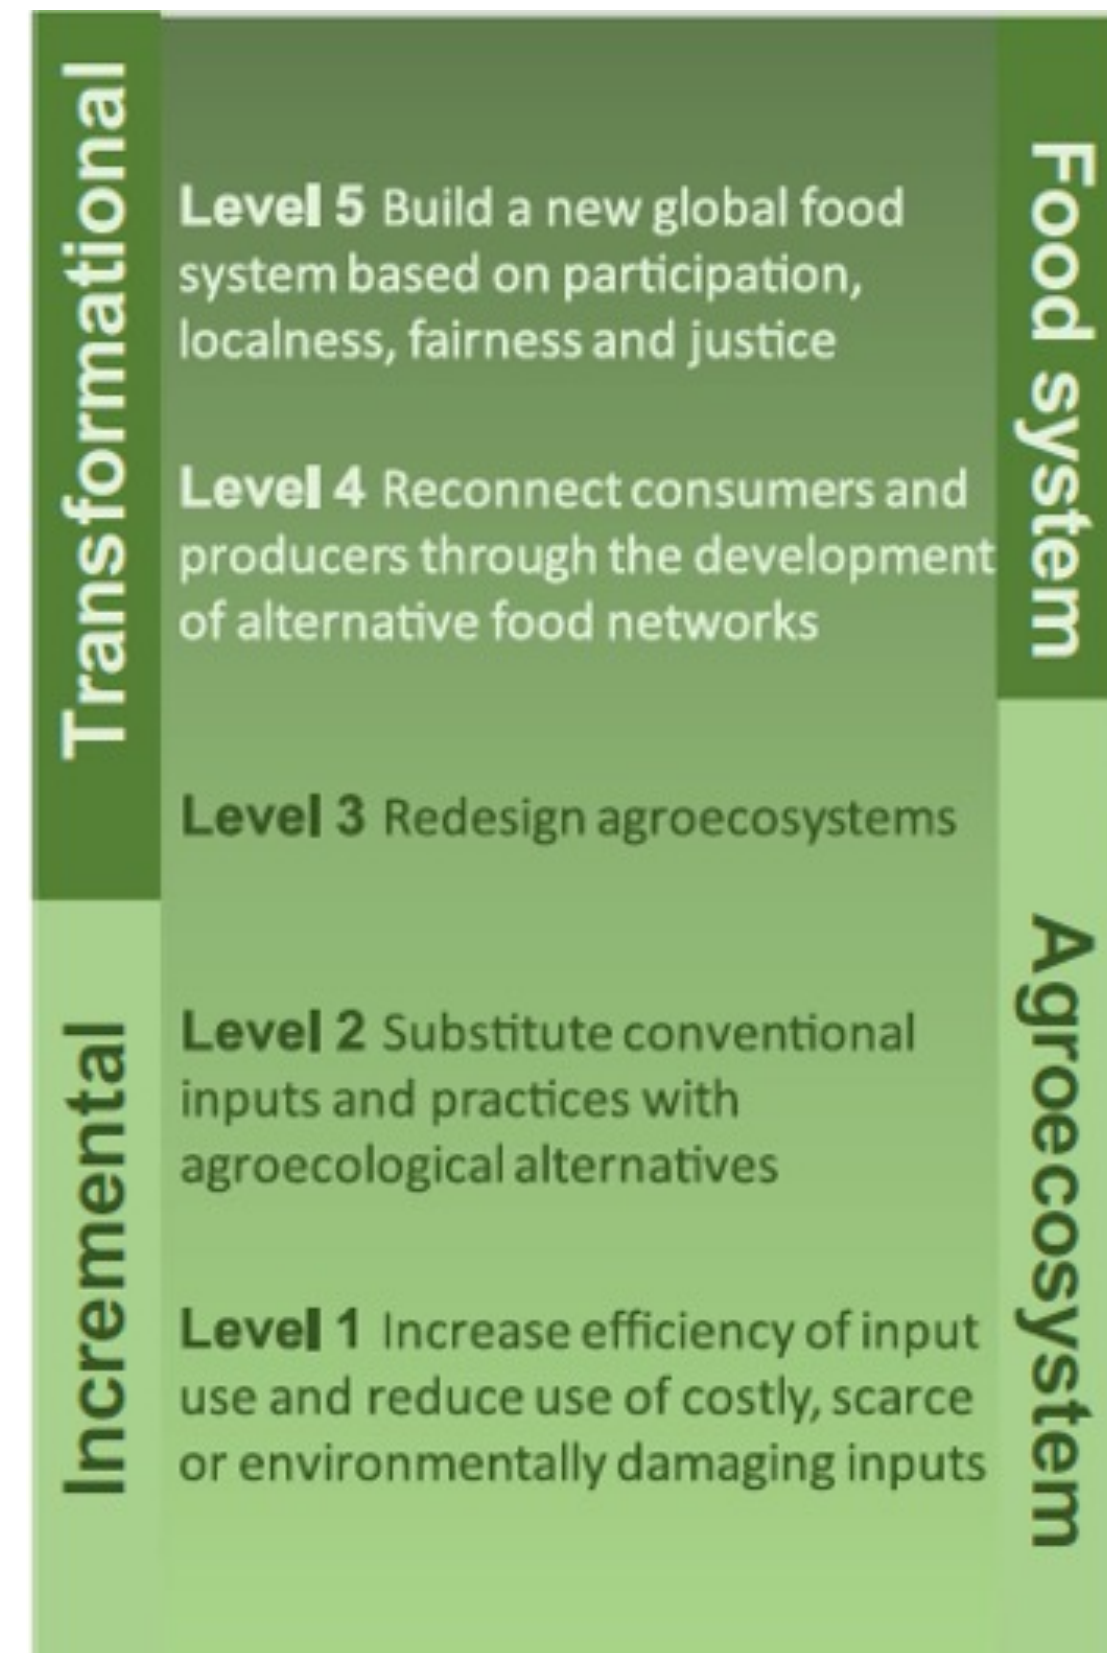 Transformational
Food system
Level 5 Build a new global food
system based on participation,
localness, fairness and justice
Level 4 Reconnect consumers and
producers through the development
of alternative food networks
Level 3 Redesign agroecosystems
Incremental
Agroecosystem
Level 2 Substitute conventional
inputs and practices with
agroecological alternatives
Level 1 Increase efficiency of input
use and reduce use of costly, scarce
or environmentally damaging inputs